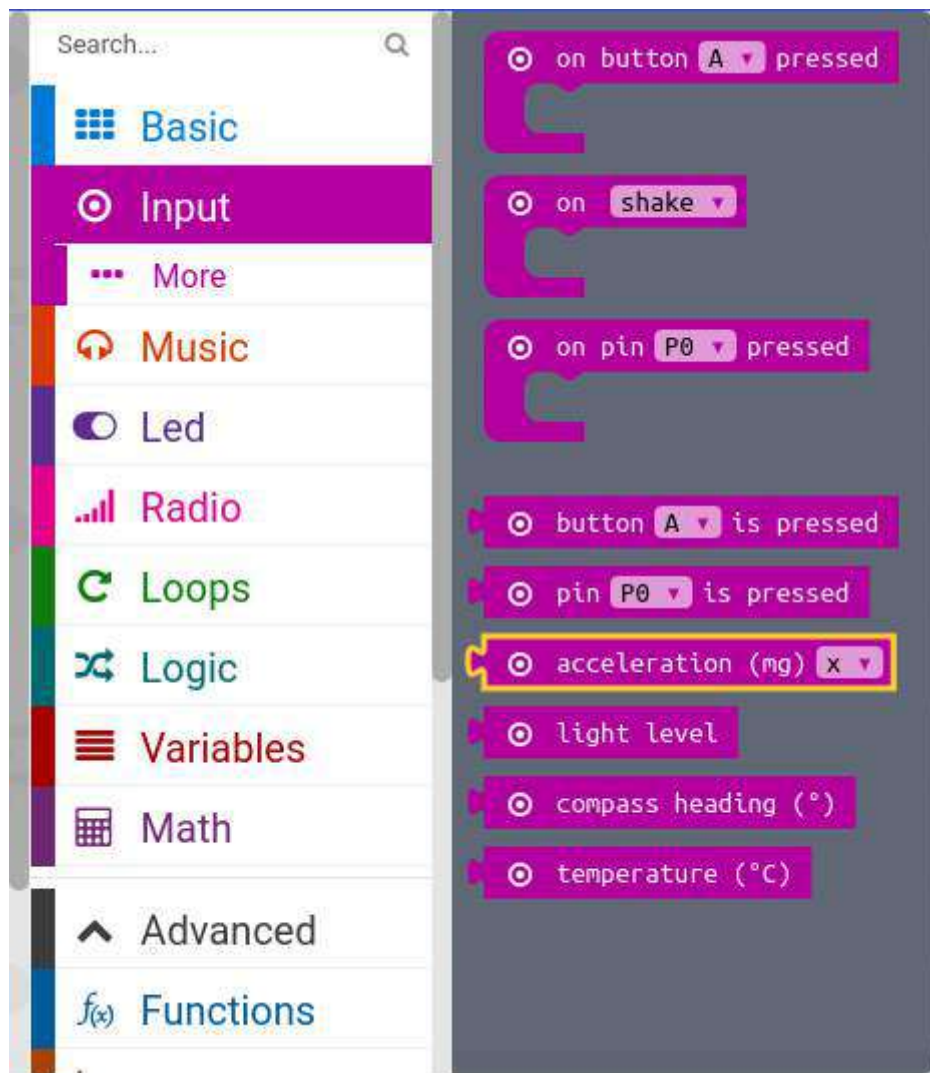 Search...
Basic
Input
More
Music
Led
Radio
Loops
Logic
Variables
Math
Advanced
f(x) Functions
on button A pressed
on shake
on pin P0 pressed
button A is pressed
pin P0 is pressed
acceleration (mg) x
light level
compass heading (°)
temperature (°C)